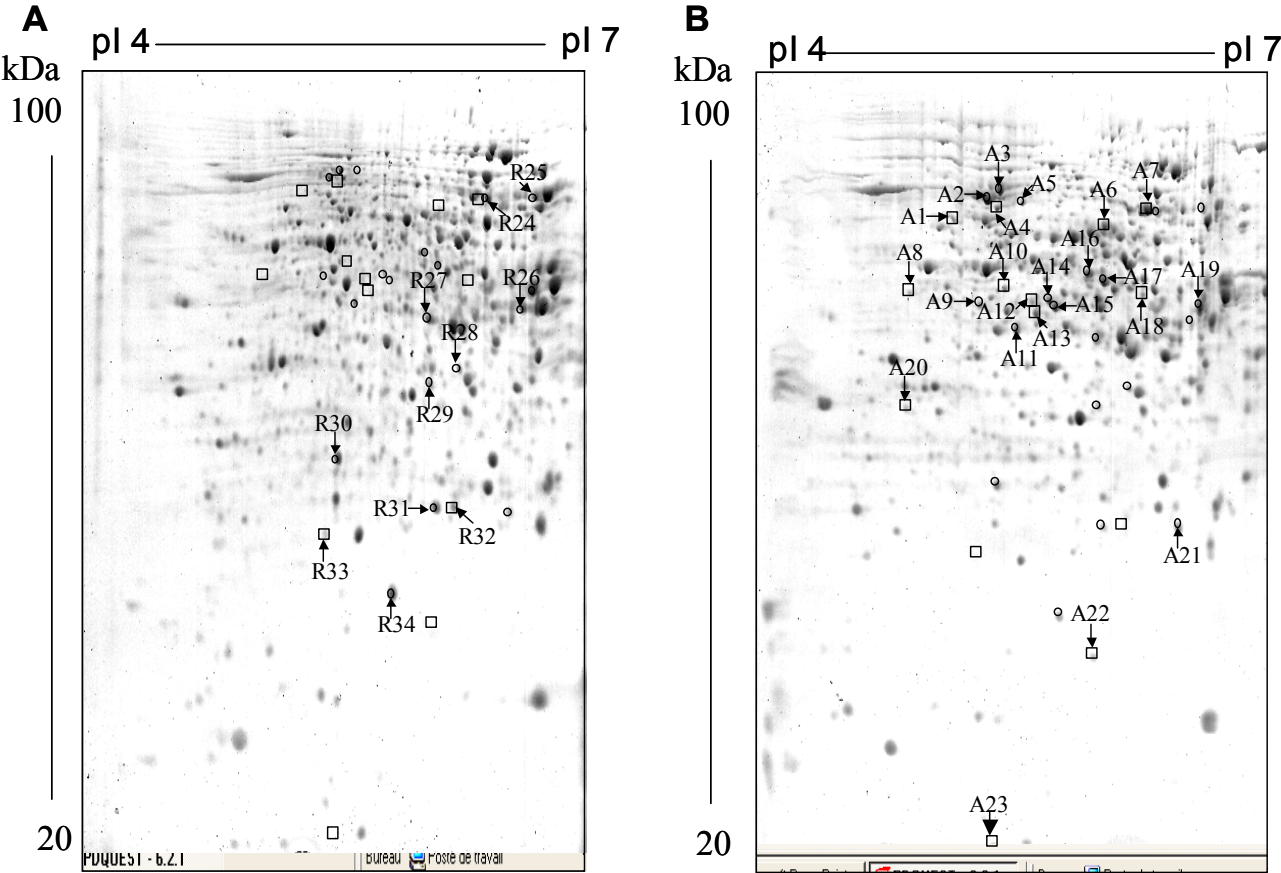 A
pI 4
pI 7
kDa
100
R25
R24
R27
R26
R28
R29
R30
R31
R32
R33
R34
20
PDQUEST - 6.2.1
Bureau
Poste de travail
B
pI 4
pI 7
kDa
100
A3
A7
A2
A5
A6
A1
A4
A16
A8
A10
A14
A17
A19
A9
A12
A15
A18
A13
A11
A20
A21
A22
A23
20